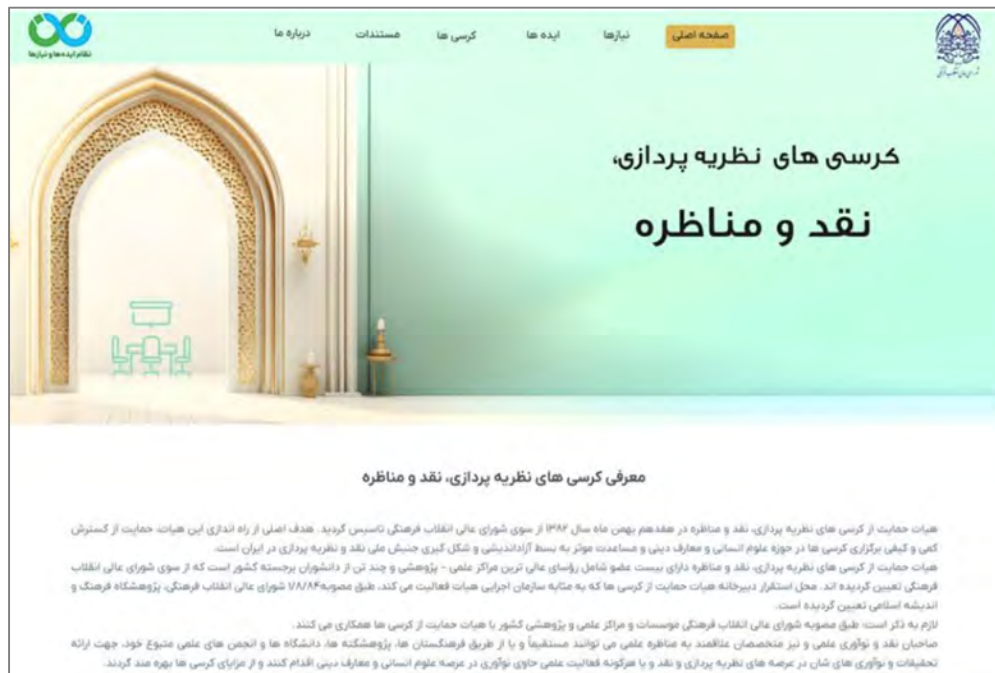 صفحه اصلی نیازها ایده ها کرسی ها مستندات درباره ما
نظام ایده‌ها و نیازها
کرسی های نظریه پردازی،
نقد و مناظره
معرفی کرسی های نظریه پردازی، نقد و مناظره
هیات حمایت از کرسی های نظریه پردازی، نقد و مناظره در هفدهم بهمن ماه سال ۱۳۸۲ از سوی شورای عالی انقلاب فرهنگی تاسیس گردید. هدف اصلی از راه اندازی این هیات، حمایت از گسترش
کمی و کیفی برگزاری کرسی ها در حوزه علوم انسانی و معارف دینی و مساعدت موثر به بسط آزاداندیشی و شکل گیری جنبش ملی نقد و نظریه پردازی در ایران است.
هیات حمایت از کرسی های نظریه پردازی، نقد و مناظره دارای بیست عضو شامل رؤسای عالی ترین مراکز علمی - پژوهشی و چند تن از دانشوران برجسته کشور است که از سوی شورای عالی انقلاب
فرهنگی تعیین گردیده اند. محل استقرار دبیرخانه هیات حمایت از کرسی ها که به مثابه سازمان اجرایی هیات فعالیت می کند، طبق مصوبه ۱/۸/۸۴ شورای عالی انقلاب فرهنگی، پژوهشگاه فرهنگ و
اندیشه اسلامی تعیین گردیده است.
لازم به ذکر است: طبق مصوبه شورای عالی انقلاب فرهنگی موسسات و مراکز علمی و پژوهشی کشور با هیات حمایت از کرسی ها همکاری می کنند.
صاحبان نقد و نوآوری علمی و نیز متخصصان علاقمند به مناظره علمی می توانند مستقیماً و یا از طریق فرهنگستان ها، پژوهشگاه ها، دانشگاه ها و انجمن های علمی متبوع خود، جهت ارائه
تحقیقات و نوآوری های شان در عرصه های نظریه پردازی و نقد و یا هرگونه فعالیت علمی حاوی نوآوری در عرصه علوم انسانی و معارف دینی اقدام کنند و از مزایای کرسی ها بهره مند گردند.